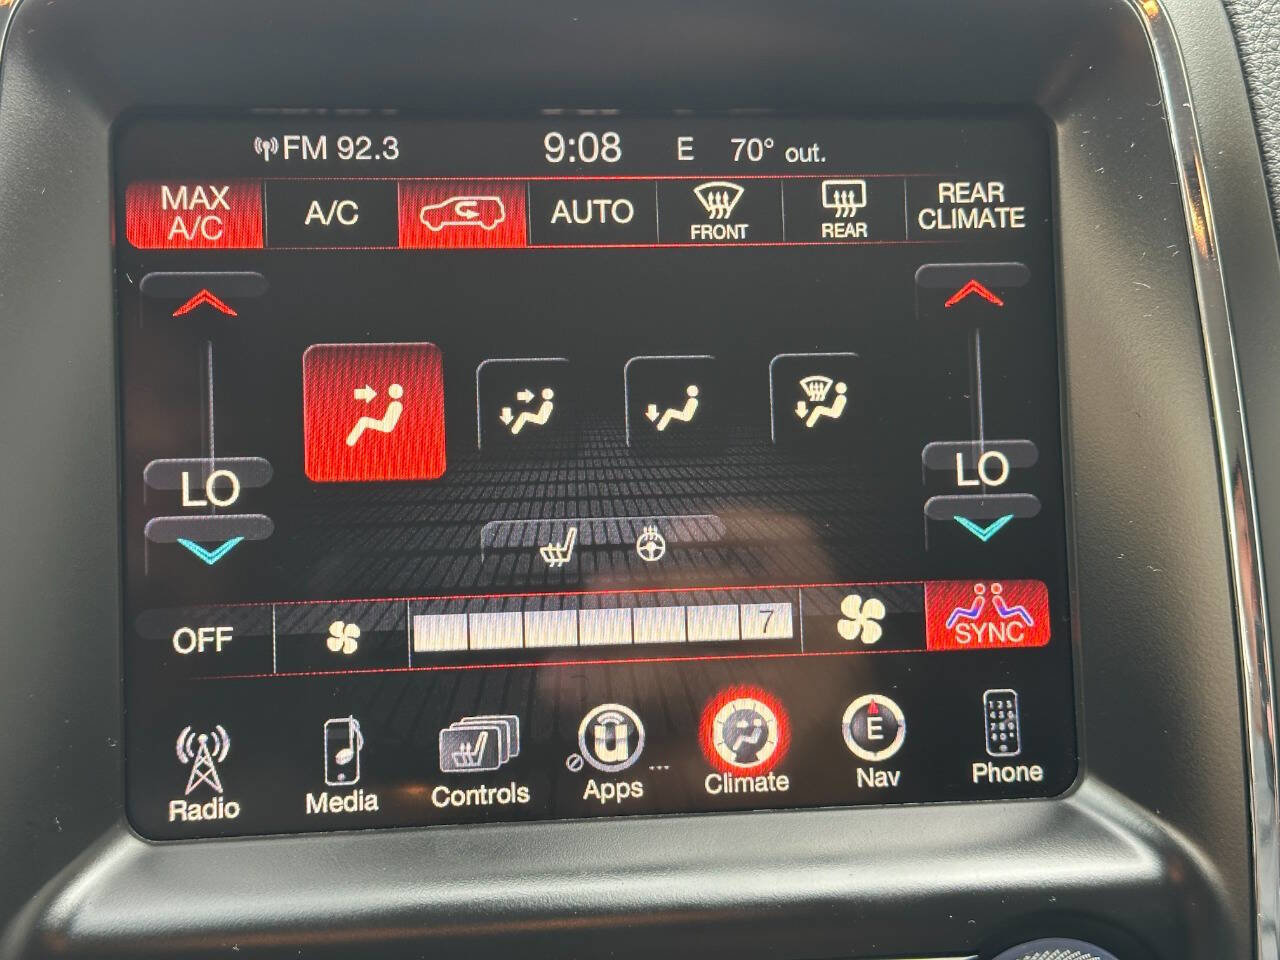 FM 92.3
9:08
E
70° out.
MAX
A/C
A/C
AUTO
FRONT
REAR
REAR
CLIMATE
LO
LO
OFF
7
SYNC
Radio
Media
Controls
u
Apps
...
Climate
E
Nav
Phone